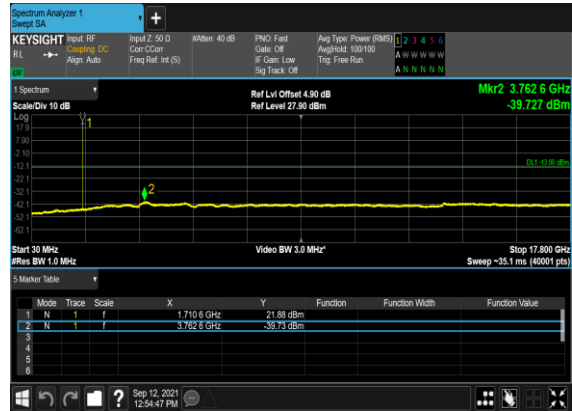 Spectrum Analyzer 1
Swept SA
+
KEYSIGHT Input: RF Input Z: 50 Ω #Atten: 40 dB PNO: Fast Avg Type: Power (RMS) 1 2 3 4 5 6
RL Coupling: DC Corr CCorr Gate: Off Avg|Hold: 100/100 A W W W W W
Align: Auto Freq Ref: Int (S) IF Gain: Low Trig: Free Run
Sig Track: Off A N N N N N
1 Spectrum
Ref Lvl Offset 4.90 dB Mkr2 3.762 6 GHz
Scale/Div 10 dB Ref Level 27.90 dBm -39.727 dBm
Log
1
17.9
7.90
-2.10
-12.1 DL1 -13.00 dBm
-22.1
-32.1 2
-42.1
-52.1
-62.1
Start 30 MHz Video BW 3.0 MHz* Stop 17.800 GHz
#Res BW 1.0 MHz Sweep ~35.1 ms (40001 pts)
5 Marker Table
Mode Trace Scale X Y Function Function Width Function Value
1 N 1 f 1.710 6 GHz 21.88 dBm
2 N 1 f 3.762 6 GHz -39.73 dBm
3
4
5
6
? Sep 12, 2021
12:54:47 PM